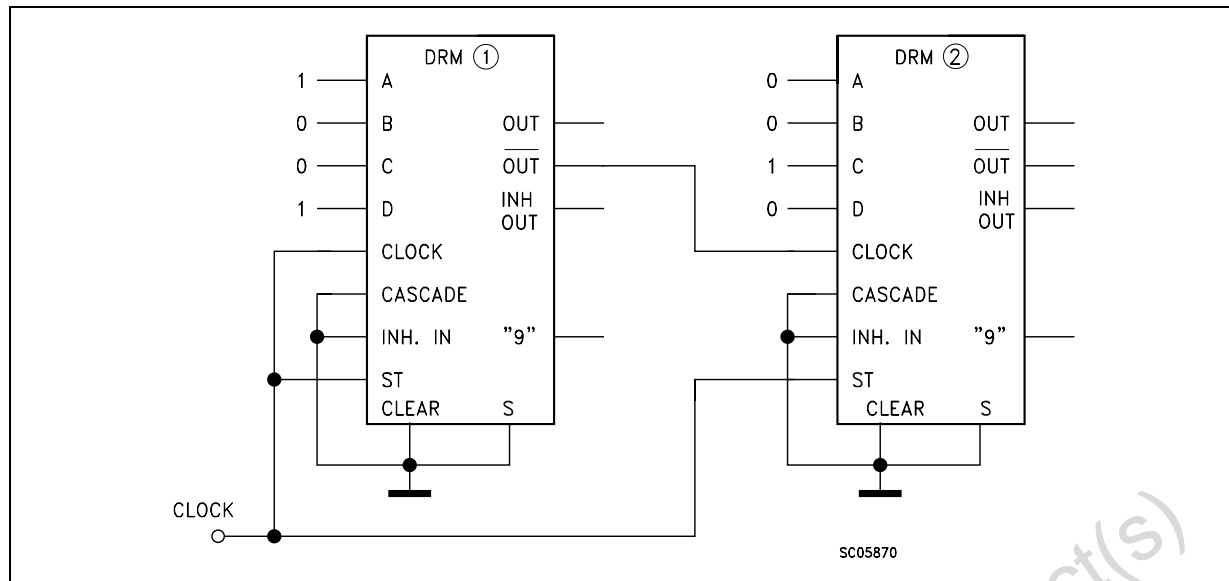 DRM ①
1 A
0 B
0 C
1 D
CLOCK
CASCADE
INH. IN
ST
CLEAR
S
OUT
OUT
INH
OUT
"9"
DRM ②
0 A
0 B
1 C
0 D
CLOCK
CASCADE
INH. IN
ST
CLEAR
S
OUT
OUT
INH
OUT
"9"
CLOCK
SC05870